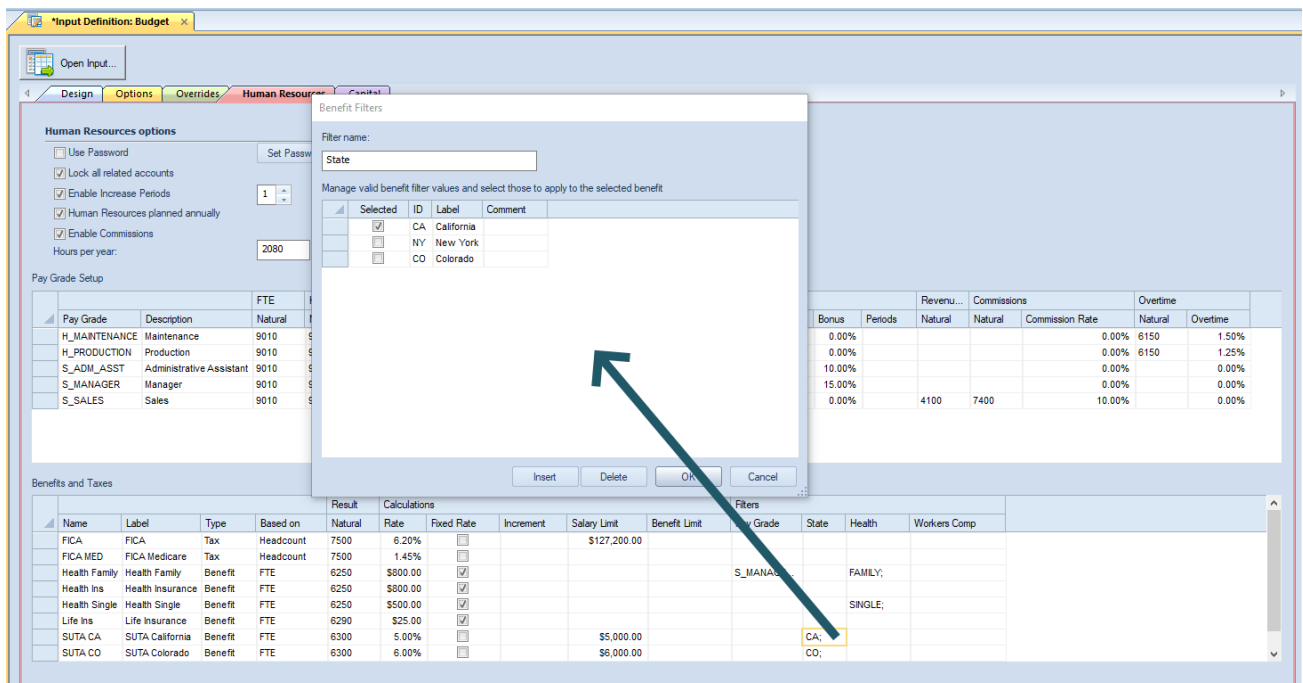 *Input Definition: Budget ×
Open Input...
Design Options Overrides Human Resources Capital
Human Resources options
Use Password Set Passw
Lock all related accounts
Enable Increase Periods 1
Human Resources planned annually
Enable Commissions
Hours per year: 2080
Benefit Filters
Filter name:
State
Manage valid benefit filter values and select those to apply to the selected benefit
Selected ID Label Comment
CA California
NY New York
CO Colorado
Insert Delete OK Cancel
Pay Grade Setup
FTE Revenu... Commissions Overtime
Pay Grade Description Natural Bonus Periods Natural Natural Commission Rate Natural Overtime
H_MAINTENANCE Maintenance 9010 0.00% 0.00% 6150 1.50%
H_PRODUCTION Production 9010 0.00% 0.00% 6150 1.25%
S_ADM_ASST Administrative Assistant 9010 10.00% 0.00% 0.00%
S_MANAGER Manager 9010 15.00% 0.00% 0.00%
S_SALES Sales 9010 0.00% 4100 7400 10.00% 0.00%
Benefits and Taxes
Result Calculations Filters
Name Label Type Based on Natural Rate Fixed Rate Increment Salary Limit Benefit Limit Grade State Health Workers Comp
FICA FICA Tax Headcount 7500 6.20% $127,200.00
FICA MED FICA Medicare Tax Headcount 7500 1.45%
Health Family Health Family Benefit FTE 6250 $800.00 S_MANAG... FAMILY;
Health Ins Health Insurance Benefit FTE 6250 $800.00
Health Single Health Single Benefit FTE 6250 $500.00 SINGLE;
Life Ins Life Insurance Benefit FTE 6290 $25.00
SUTA CA SUTA California Benefit FTE 6300 5.00% $5,000.00 CA;
SUTA CO SUTA Colorado Benefit FTE 6300 6.00% $6,000.00 CO;